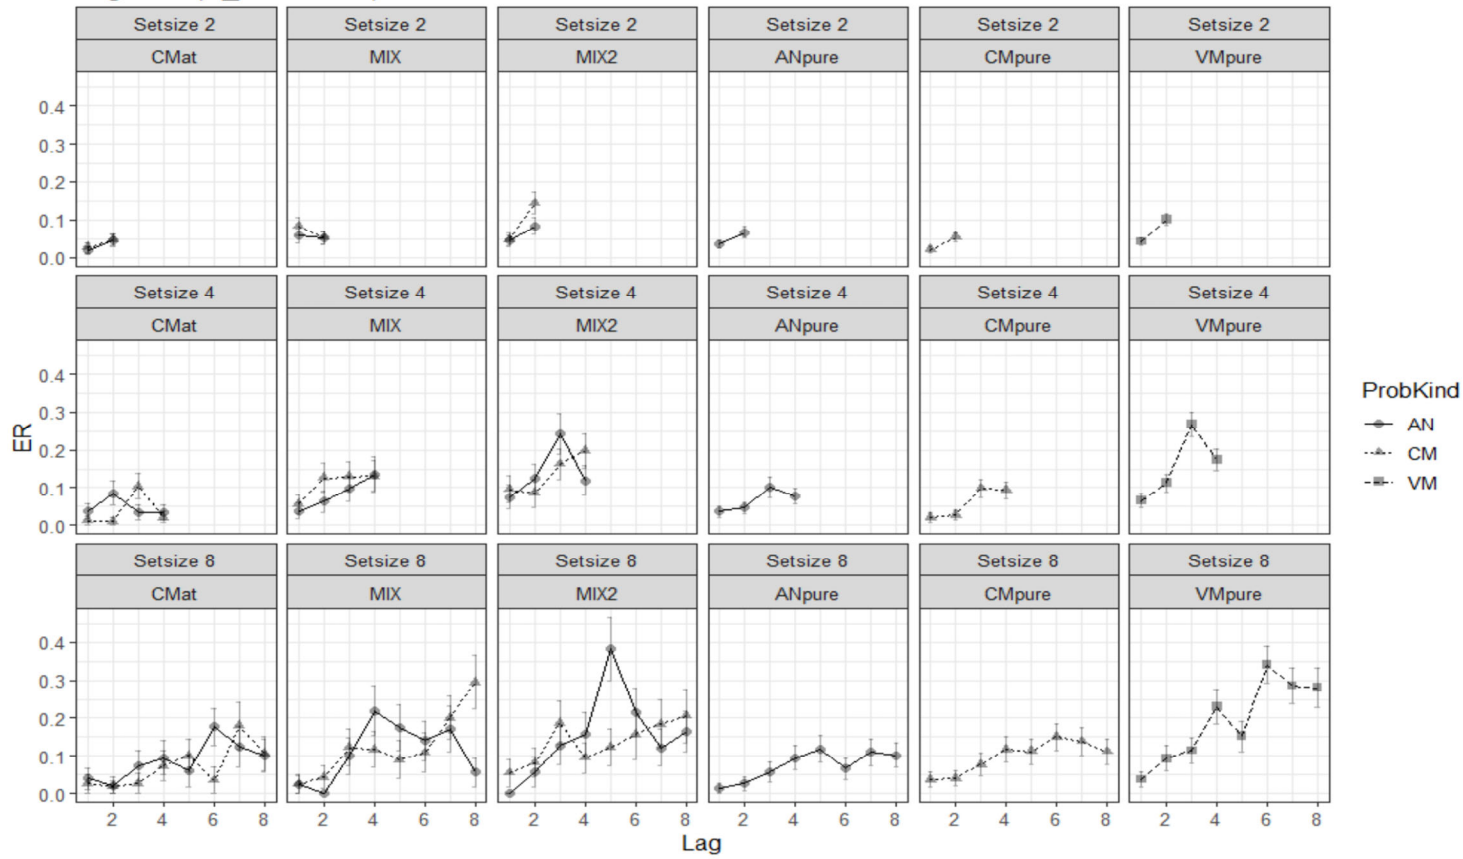 Setsize 2 Setsize 2 Setsize 2 Setsize 2 Setsize 2 Setsize 2
CMat MIX MIX2 ANpure CMpure VMpure
0.4
0.3
0.2
0.1
0.0
Setsize 4 Setsize 4 Setsize 4 Setsize 4 Setsize 4 Setsize 4
CMat MIX MIX2 ANpure CMpure VMpure
0.4
0.3
0.2
0.1
0.0
ER
ProbKind
AN
CM
VM
Setsize 8 Setsize 8 Setsize 8 Setsize 8 Setsize 8 Setsize 8
CMat MIX MIX2 ANpure CMpure VMpure
0.4
0.3
0.2
0.1
0.0
2 4 6 8 2 4 6 8 2 4 6 8 2 4 6 8 2 4 6 8 2 4 6 8
Lag